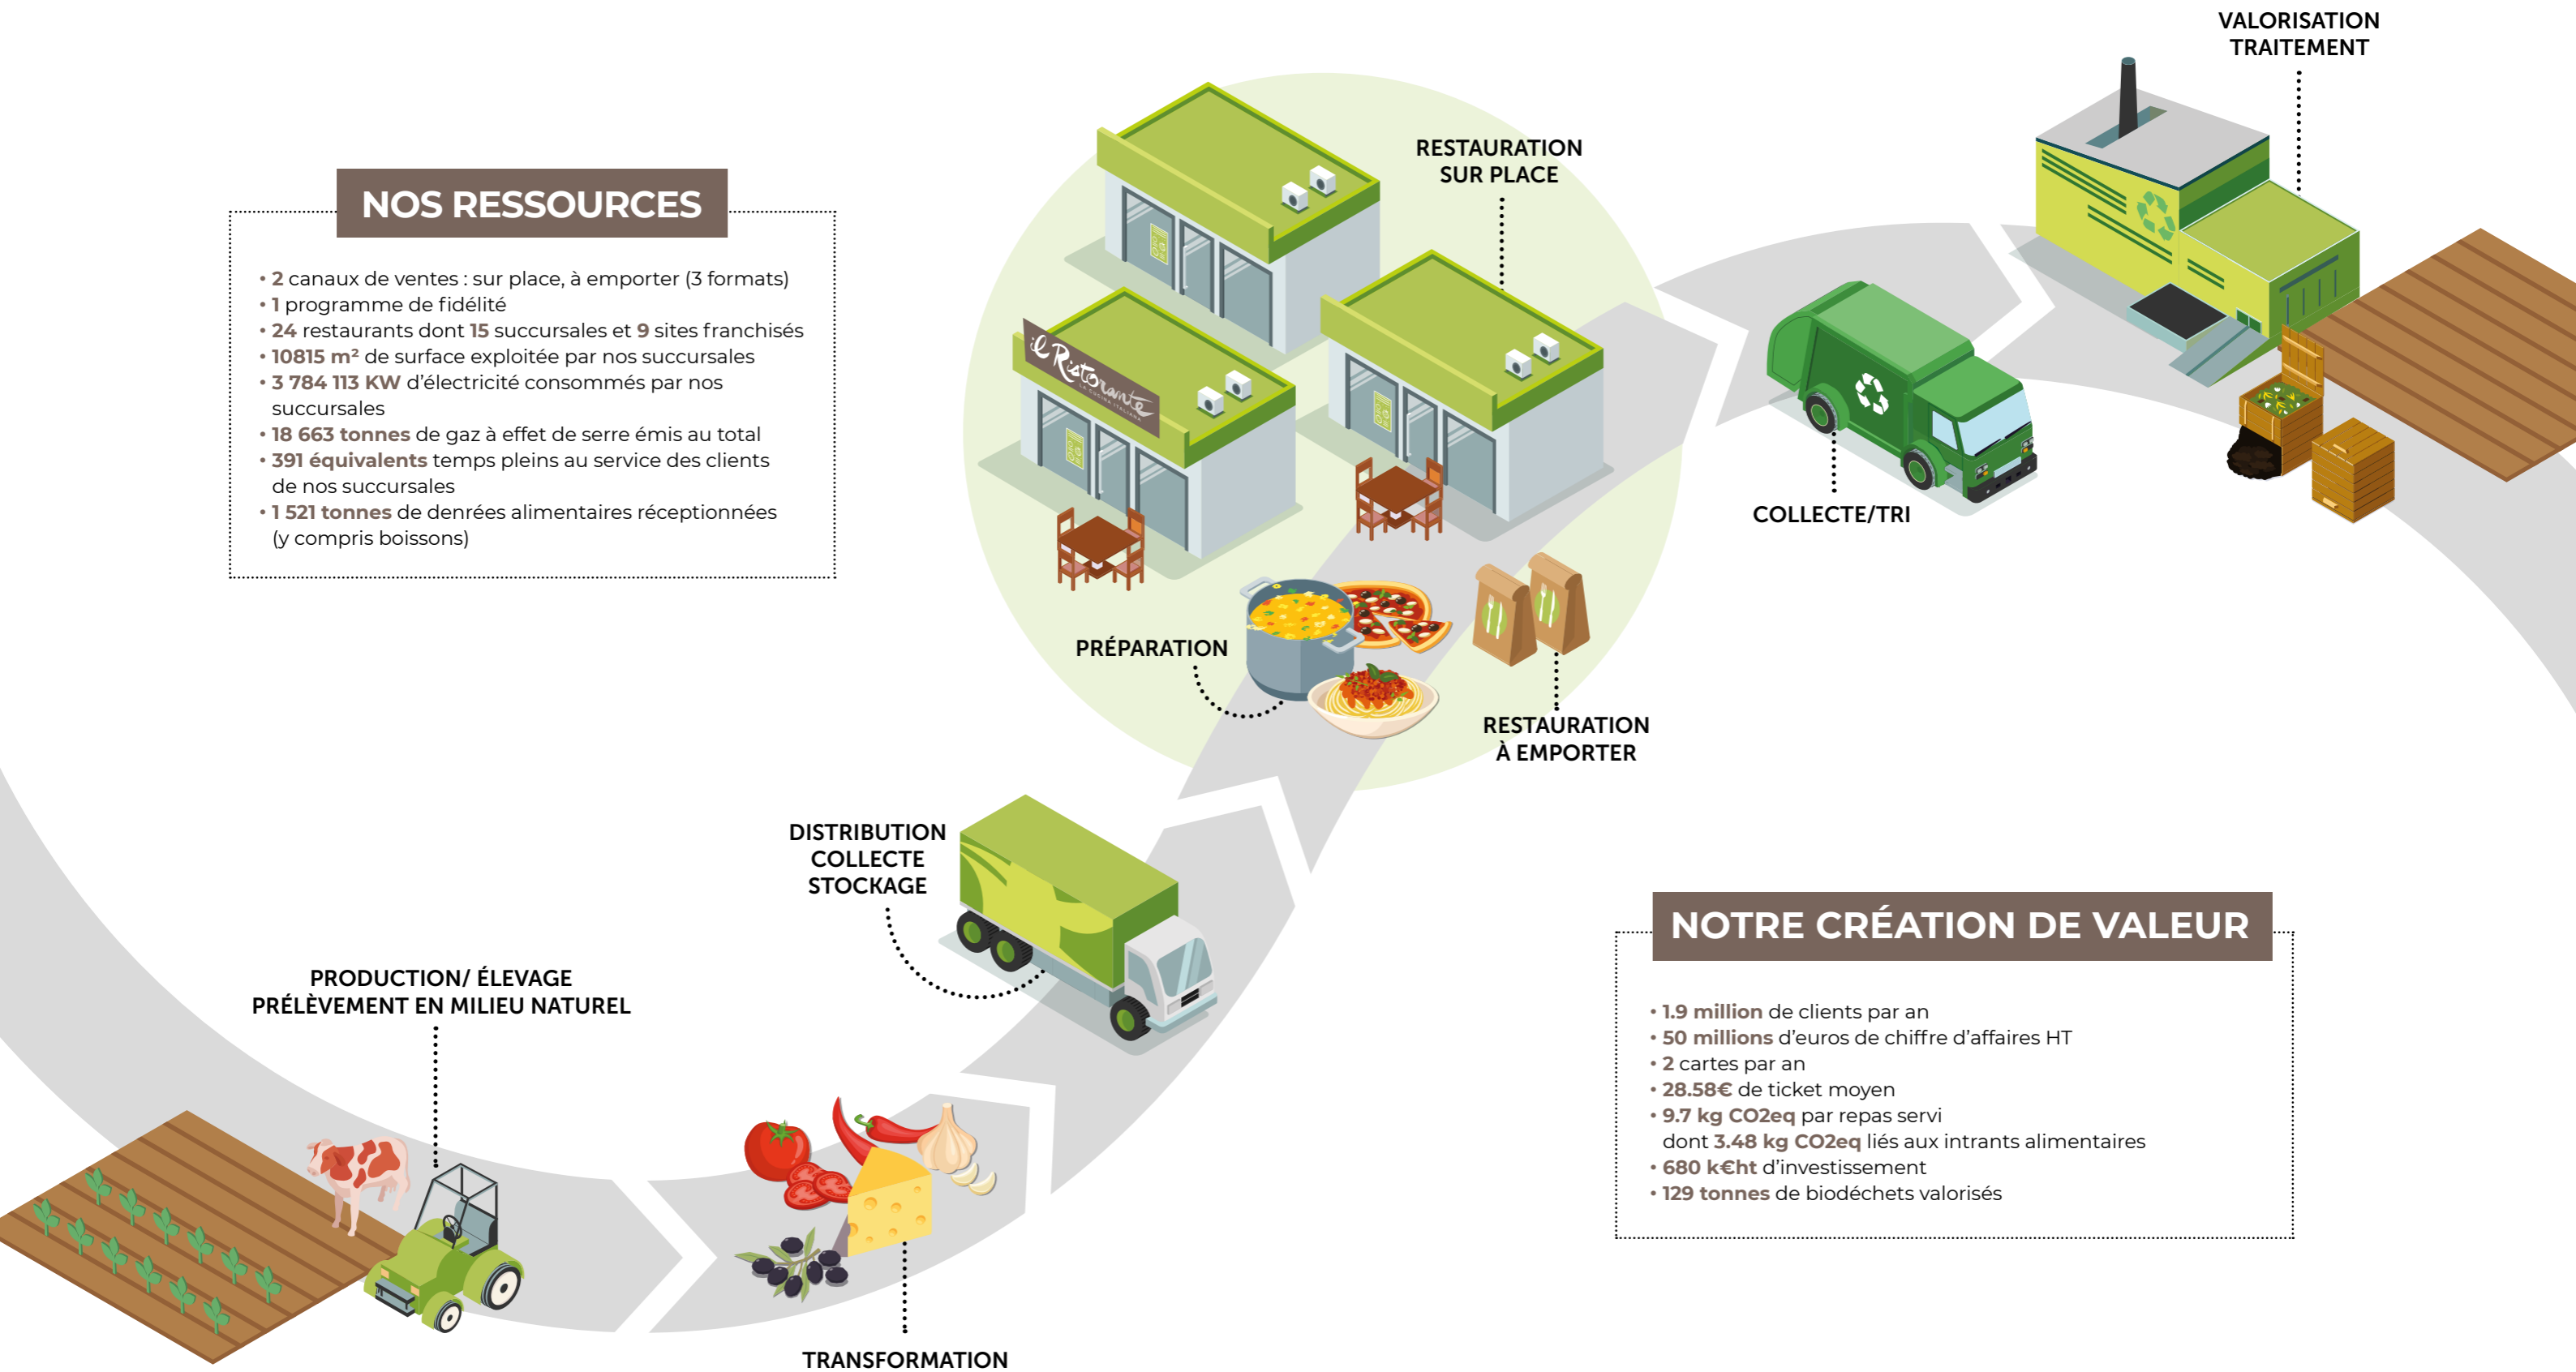 VALORISATION
TRAITEMENT
RESTAURATION
SUR PLACE
NOS RESSOURCES
• 2 canaux de ventes : sur place, à emporter (3 formats)
• 1 programme de fidélité
• 24 restaurants dont 15 succursales et 9 sites franchisés
• 10815 m² de surface exploitée par nos succursales
• 3 784 113 KW d'électricité consommés par nos
succursales
• 18 663 tonnes de gaz à effet de serre émis au total
• 391 équivalents temps pleins au service des clients
de nos succursales
• 1 521 tonnes de denrées alimentaires réceptionnées
(y compris boissons)
il Ristorante
LA CUCINA ITALIANA
COLLECTE/TRI
PRÉPARATION
RESTAURATION
À EMPORTER
DISTRIBUTION
COLLECTE
STOCKAGE
PRODUCTION/ ÉLEVAGE
PRÉLÈVEMENT EN MILIEU NATUREL
TRANSFORMATION
NOTRE CRÉATION DE VALEUR
• 1.9 million de clients par an
• 50 millions d'euros de chiffre d'affaires HT
• 2 cartes par an
• 28.58€ de ticket moyen
• 9.7 kg CO2eq par repas servi
dont 3.48 kg CO2eq liés aux intrants alimentaires
• 680 k€ht d'investissement
• 129 tonnes de biodéchets valorisés